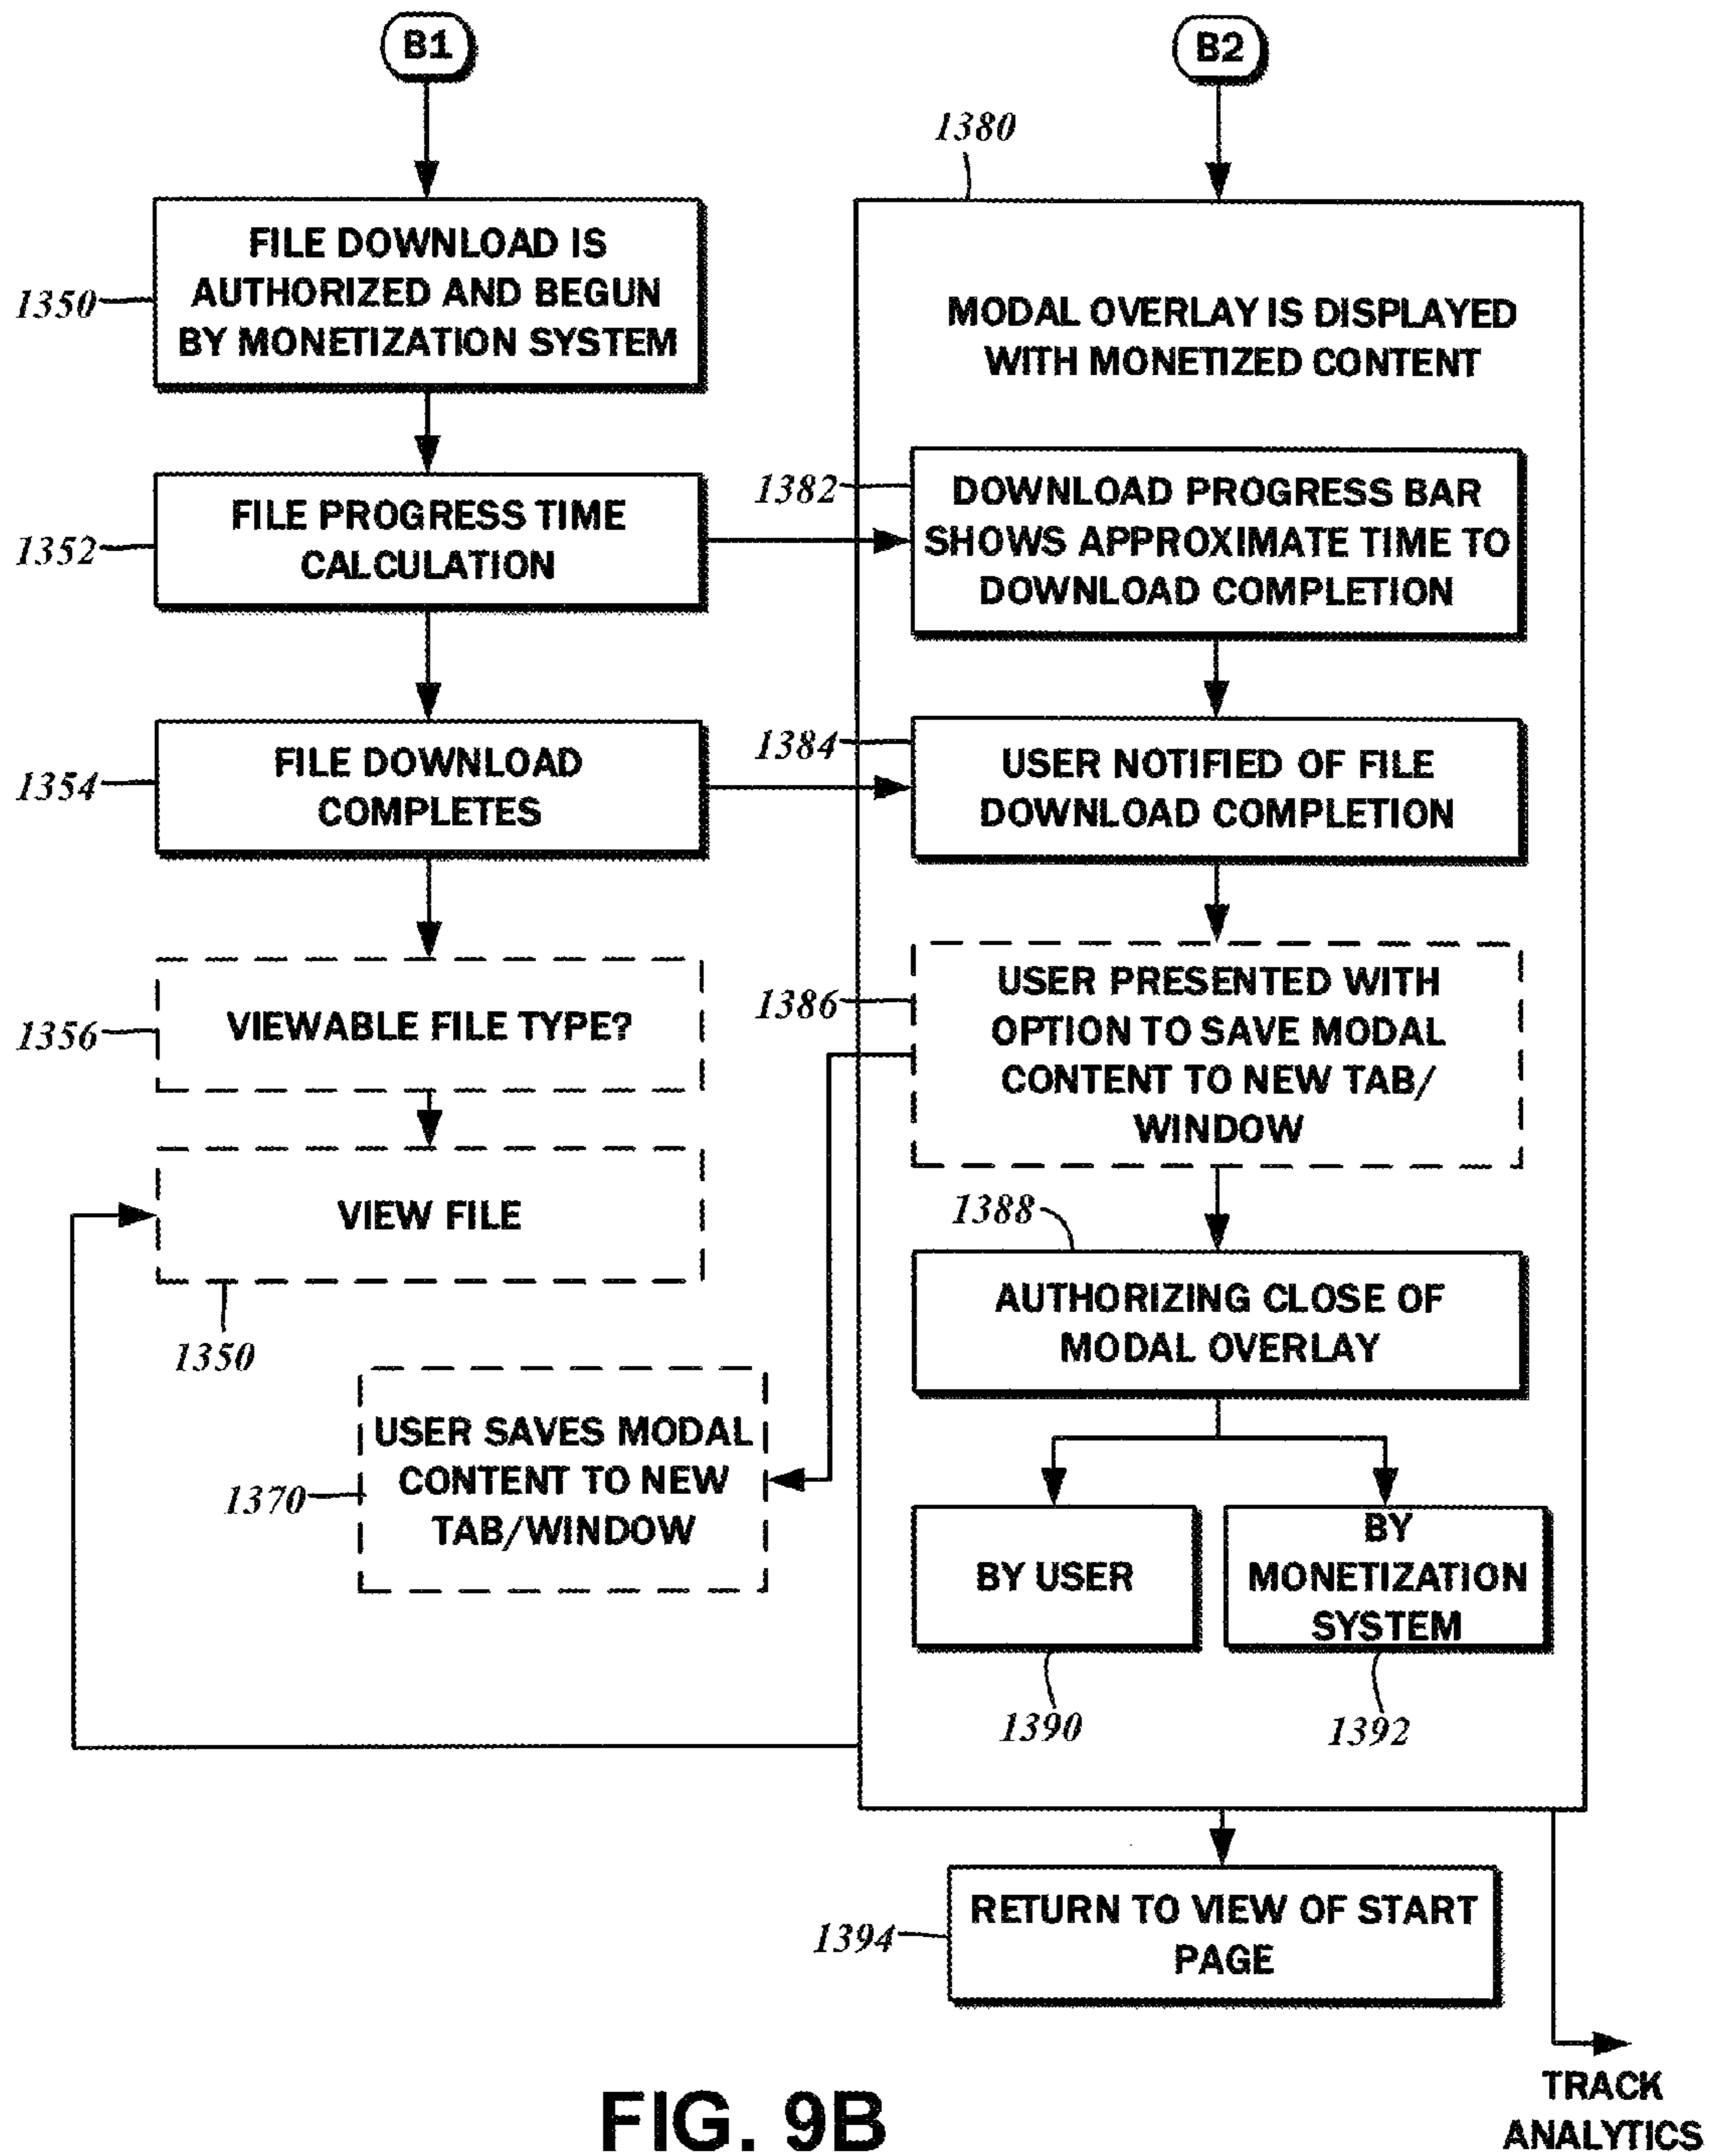 B1
B2
1380
FILE DOWNLOAD IS
AUTHORIZED AND BEGUN
BY MONETIZATION SYSTEM
1350
MODAL OVERLAY IS DISPLAYED
WITH MONETIZED CONTENT
FILE PROGRESS TIME
CALCULATION
1352
1382
DOWNLOAD PROGRESS BAR
SHOWS APPROXIMATE TIME TO
DOWNLOAD COMPLETION
FILE DOWNLOAD
COMPLETES
1354
1384
USER NOTIFIED OF FILE
DOWNLOAD COMPLETION
VIEWABLE FILE TYPE?
1356
1386
USER PRESENTED WITH
OPTION TO SAVE MODAL
CONTENT TO NEW TAB/
WINDOW
VIEW FILE
1350
1388
AUTHORIZING CLOSE OF
MODAL OVERLAY
USER SAVES MODAL
CONTENT TO NEW
TAB/WINDOW
1370
BY USER
BY
MONETIZATION
SYSTEM
1390
1392
RETURN TO VIEW OF START
PAGE
1394
TRACK
ANALYTICS
FIG. 9B